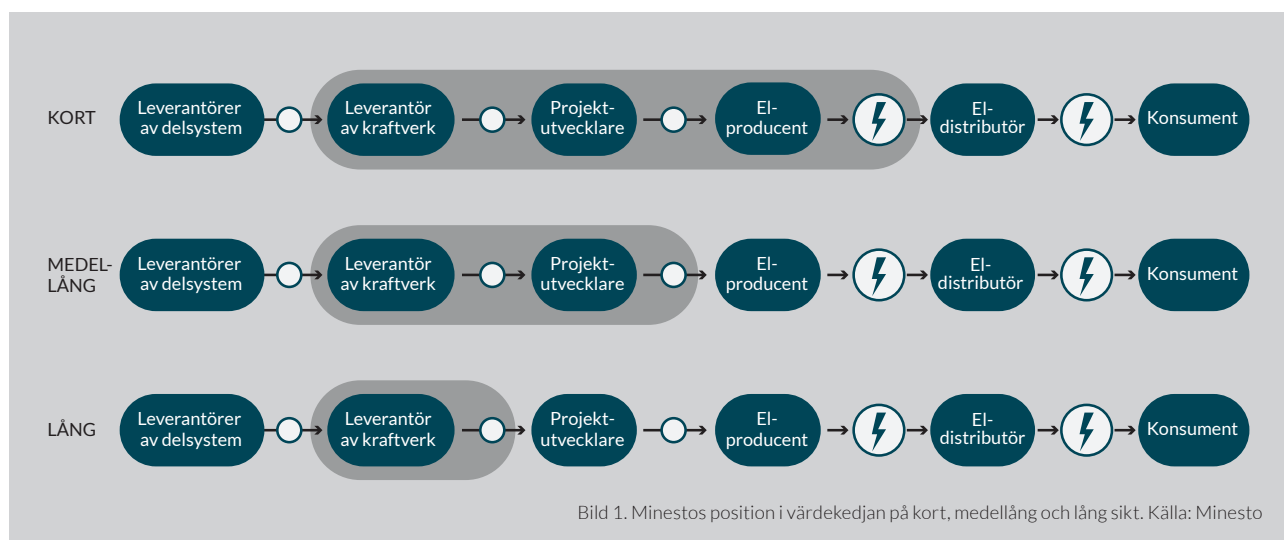 KORT
Leverantörer
av delsystem
Leverantör
av kraftverk
Projekt-
utvecklare
El-
producent
El-
distributör
Konsument
MEDEL-
LÅNG
Leverantörer
av delsystem
Leverantör
av kraftverk
Projekt-
utvecklare
El-
producent
El-
distributör
Konsument
LÅNG
Leverantörer
av delsystem
Leverantör
av kraftverk
Projekt-
utvecklare
El-
producent
El-
distributör
Konsument
Bild 1. Minestos position i värdekedjan på kort, medellång och lång sikt. Källa: Minesto